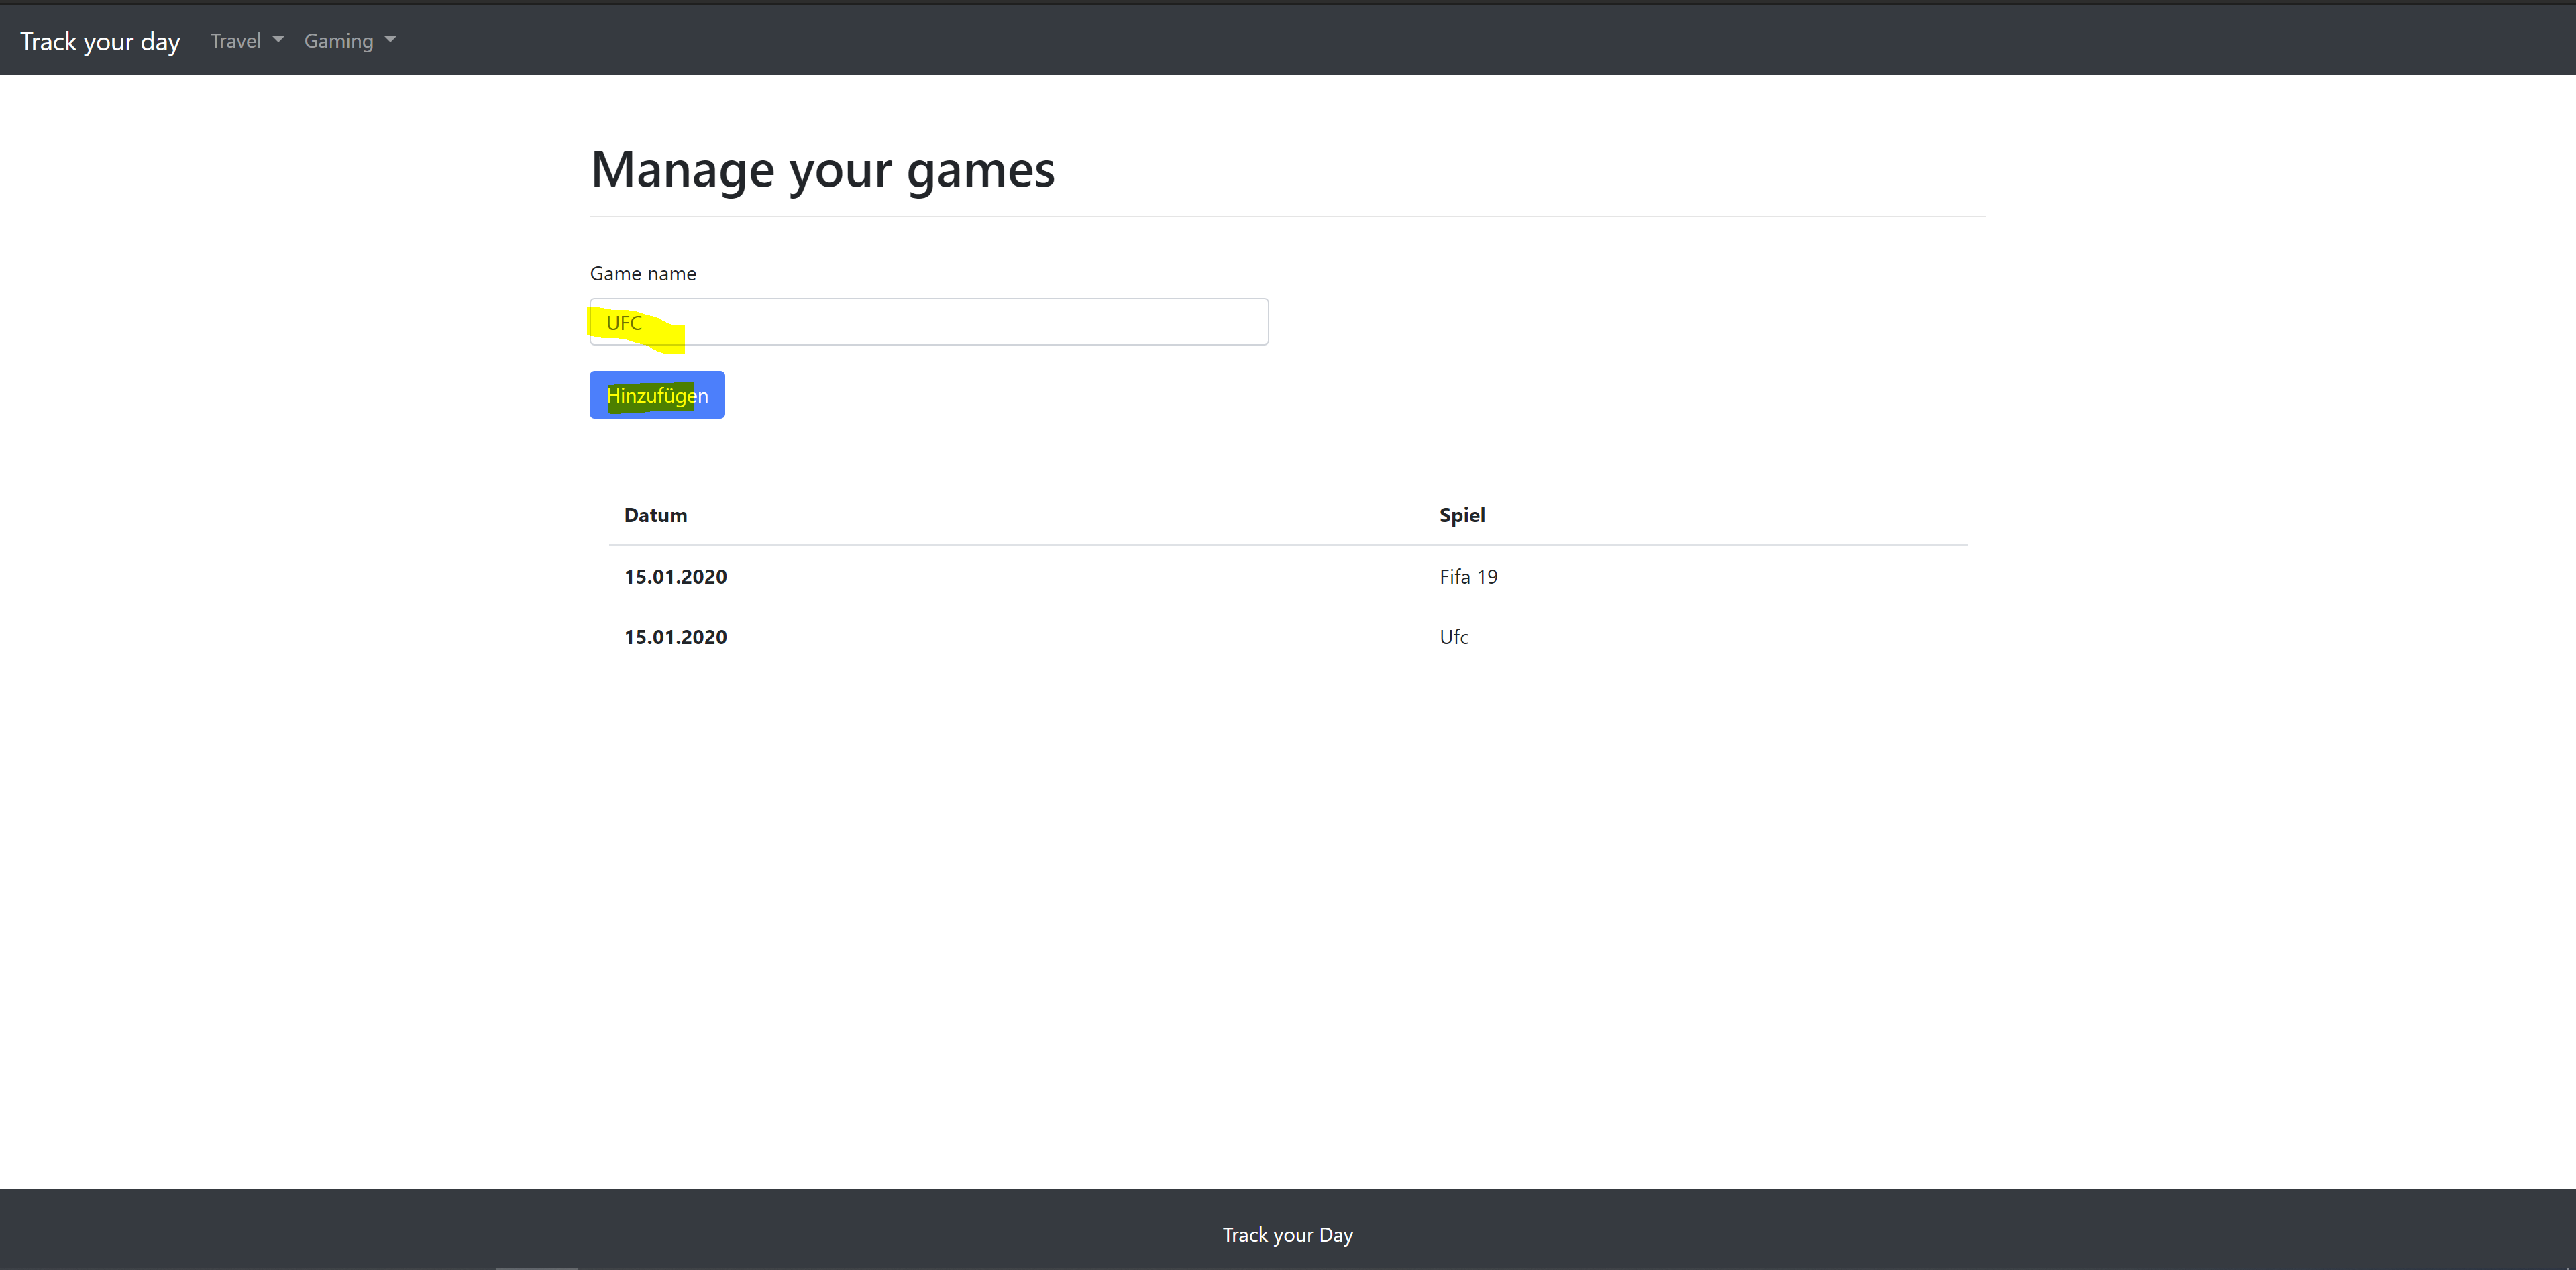 Track your day Travel Gaming
Manage your games
Game name
UFC
Hinzufügen
Datum Spiel
15.01.2020 Fifa 19
15.01.2020 Ufc
Track your Day